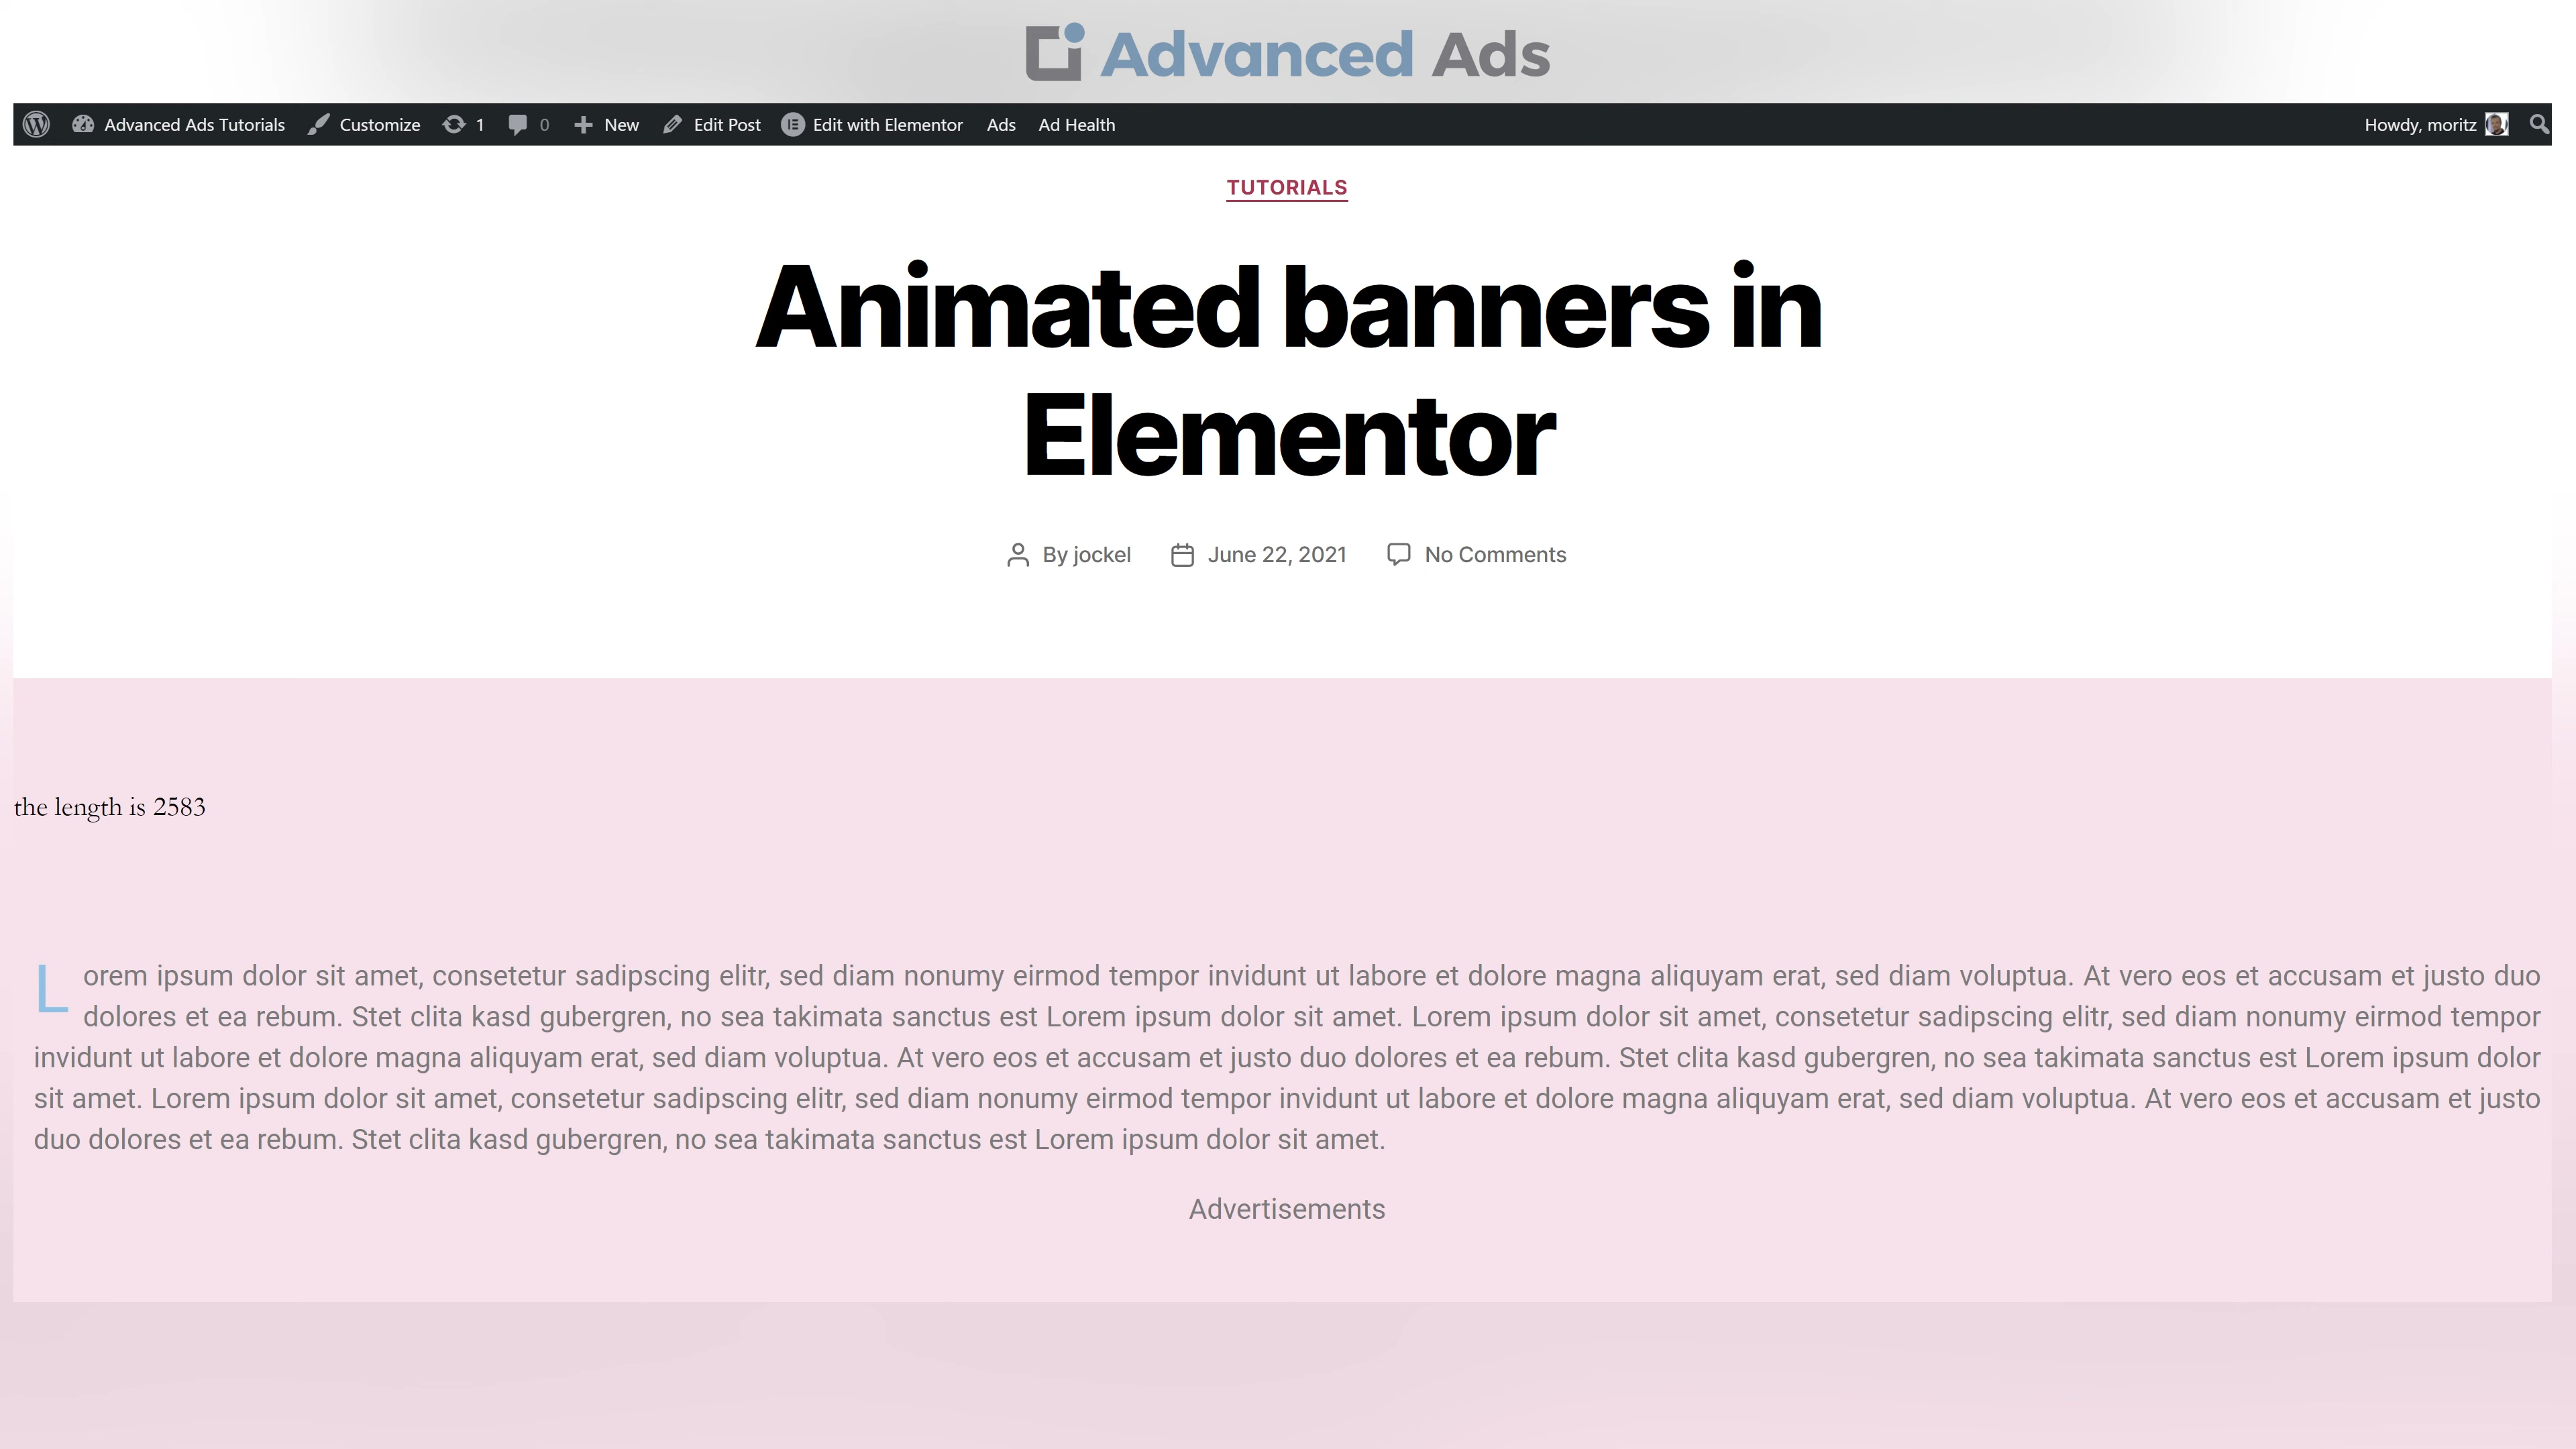 Advanced Ads
Advanced Ads Tutorials Customize 1 0 New Edit Post Edit with Elementor Ads Ad Health Howdy, moritz
TUTORIALS
Animated banners in
Elementor
By jockel June 22, 2021 No Comments
the length is 2583
Lorem ipsum dolor sit amet, consetetur sadipscing elitr, sed diam nonumy eirmod tempor invidunt ut labore et dolore magna aliquyam erat, sed diam voluptua. At vero eos et accusam et justo duo
dolores et ea rebum. Stet clita kasd gubergren, no sea takimata sanctus est Lorem ipsum dolor sit amet. Lorem ipsum dolor sit amet, consetetur sadipscing elitr, sed diam nonumy eirmod tempor
invidunt ut labore et dolore magna aliquyam erat, sed diam voluptua. At vero eos et accusam et justo duo dolores et ea rebum. Stet clita kasd gubergren, no sea takimata sanctus est Lorem ipsum dolor
sit amet. Lorem ipsum dolor sit amet, consetetur sadipscing elitr, sed diam nonumy eirmod tempor invidunt ut labore et dolore magna aliquyam erat, sed diam voluptua. At vero eos et accusam et justo
duo dolores et ea rebum. Stet clita kasd gubergren, no sea takimata sanctus est Lorem ipsum dolor sit amet.
Advertisements